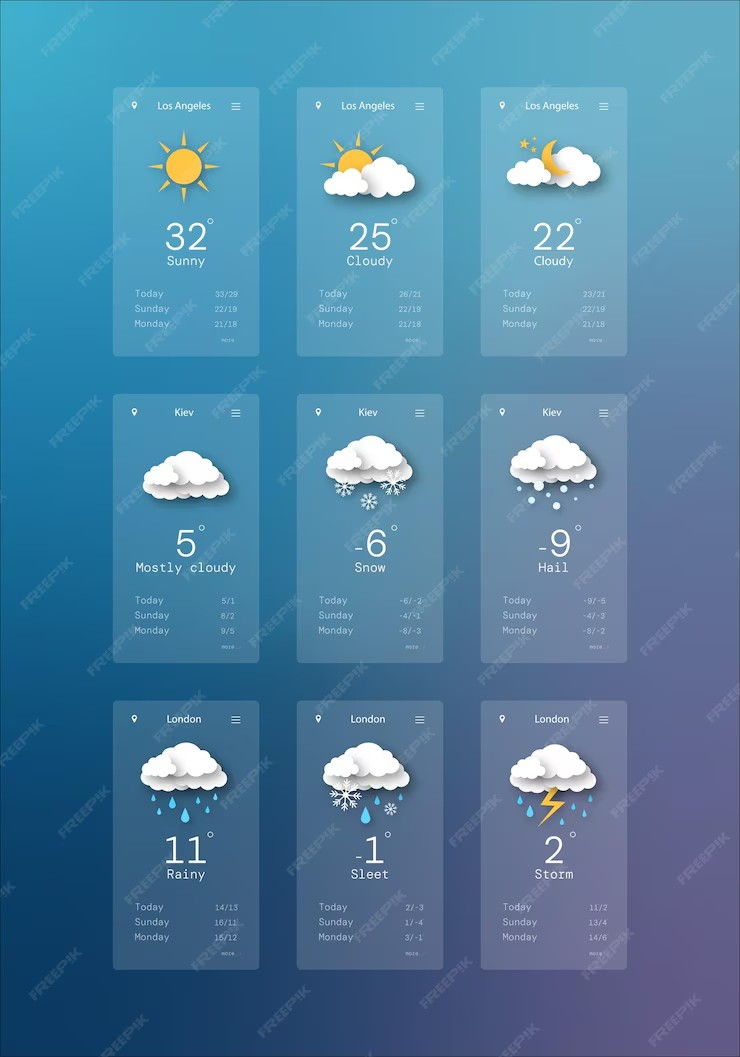 Los Angeles
32°
Sunny
Today 33/29
Sunday 22/19
Monday 21/18
more
Los Angeles
25°
Cloudy
Today 26/21
Sunday 22/19
Monday 21/18
more
Los Angeles
22°
Cloudy
Today 23/21
Sunday 22/19
Monday 21/18
more
Kiev
5°
Mostly cloudy
Today 5/1
Sunday 8/2
Monday 9/5
more
Kiev
-6°
Snow
Today -6/-2
Sunday -4/-1
Monday -8/-3
more
Kiev
-9°
Hail
Today -9/-5
Sunday -4/-3
Monday -8/-2
more
London
11°
Rainy
Today 14/13
Sunday 16/11
Monday 15/12
more
London
-1°
Sleet
Today 2/-3
Sunday 1/-4
Monday 3/-1
more
London
2°
Storm
Today 11/2
Sunday 13/4
Monday 14/6
more
FREEPIK